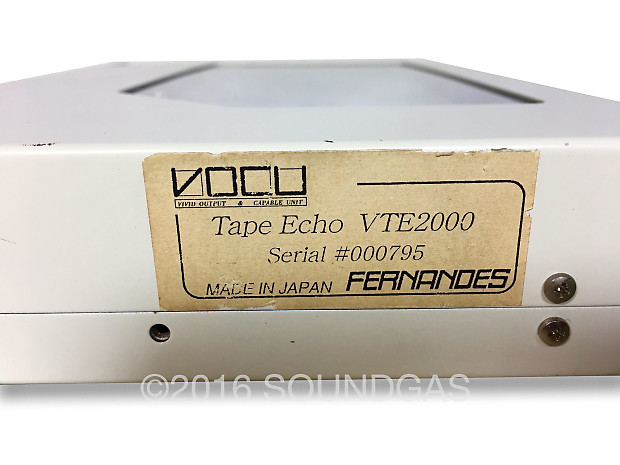 VOCU
VIVID OUTPUT & CAPABLE UNIT
Tape Echo VTE2000
Serial #000795
MADE IN JAPAN FERNANDES
©2016 SOUNDGAS